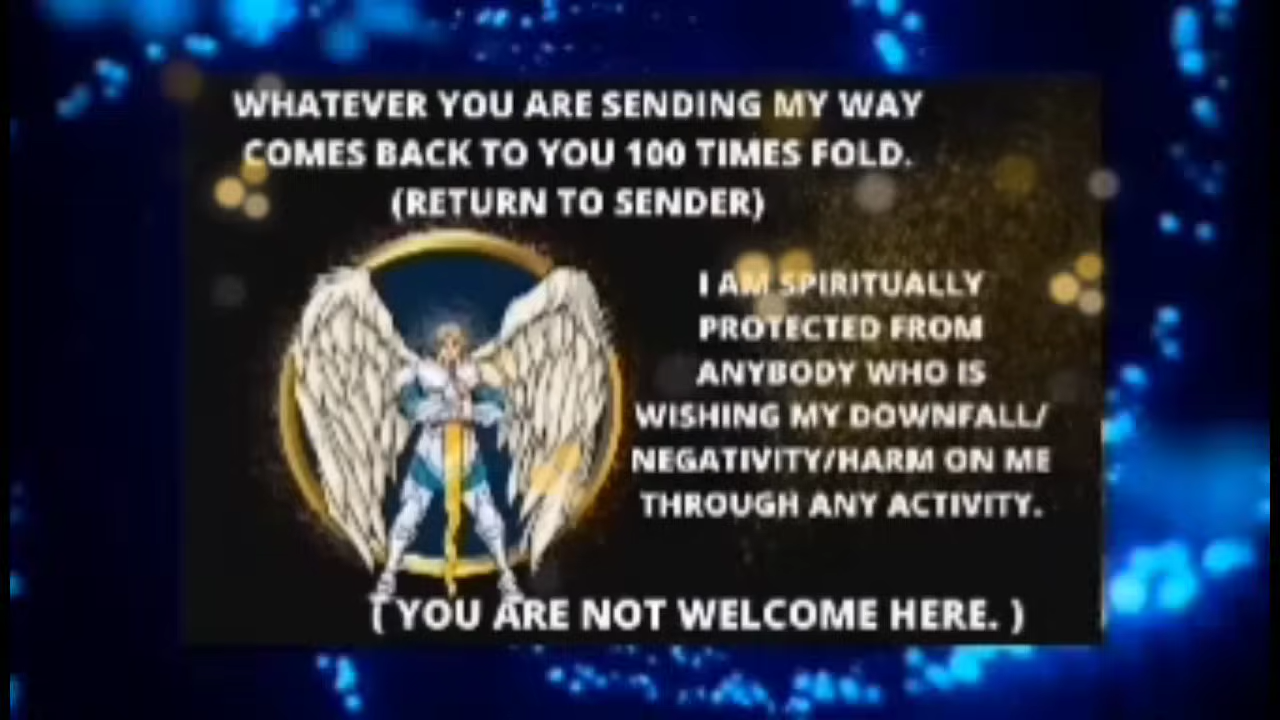 WHATEVER YOU ARE SENDING MY WAY
COMES BACK TO YOU 100 TIMES FOLD.
(RETURN TO SENDER)
I AM SPIRITUALLY
PROTECTED FROM
ANYBODY WHO IS
WISHING MY DOWNFALL/
NEGATIVITY/HARM ON ME
THROUGH ANY ACTIVITY.
( YOU ARE NOT WELCOME HERE. )